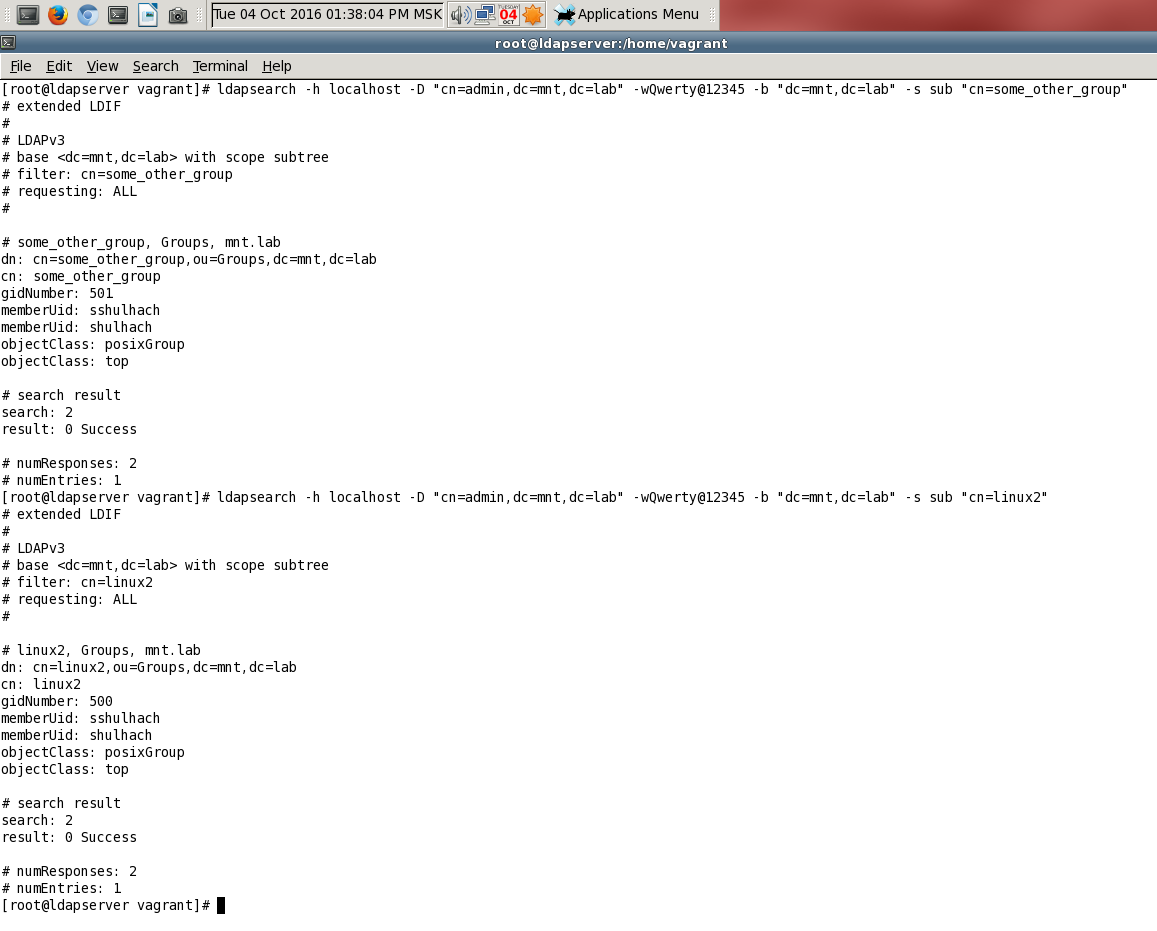 Tue 04 Oct 2016 01:38:04 PM MSK
TUESDAY
04
OCT
Applications Menu
root@ldapserver:/home/vagrant
File Edit View Search Terminal Help
[root@ldapserver vagrant]# ldapsearch -h localhost -D "cn=admin,dc=mnt,dc=lab" -wQwerty@12345 -b "dc=mnt,dc=lab" -s sub "cn=some_other_group"
# extended LDIF
#
# LDAPv3
# base <dc=mnt,dc=lab> with scope subtree
# filter: cn=some_other_group
# requesting: ALL
#
# some_other_group, Groups, mnt.lab
dn: cn=some_other_group,ou=Groups,dc=mnt,dc=lab
cn: some_other_group
gidNumber: 501
memberUid: sshulhach
memberUid: shulhach
objectClass: posixGroup
objectClass: top
# search result
search: 2
result: 0 Success
# numResponses: 2
# numEntries: 1
[root@ldapserver vagrant]# ldapsearch -h localhost -D "cn=admin,dc=mnt,dc=lab" -wQwerty@12345 -b "dc=mnt,dc=lab" -s sub "cn=linux2"
# extended LDIF
#
# LDAPv3
# base <dc=mnt,dc=lab> with scope subtree
# filter: cn=linux2
# requesting: ALL
#
# linux2, Groups, mnt.lab
dn: cn=linux2,ou=Groups,dc=mnt,dc=lab
cn: linux2
gidNumber: 500
memberUid: sshulhach
memberUid: shulhach
objectClass: posixGroup
objectClass: top
# search result
search: 2
result: 0 Success
# numResponses: 2
# numEntries: 1
[root@ldapserver vagrant]#